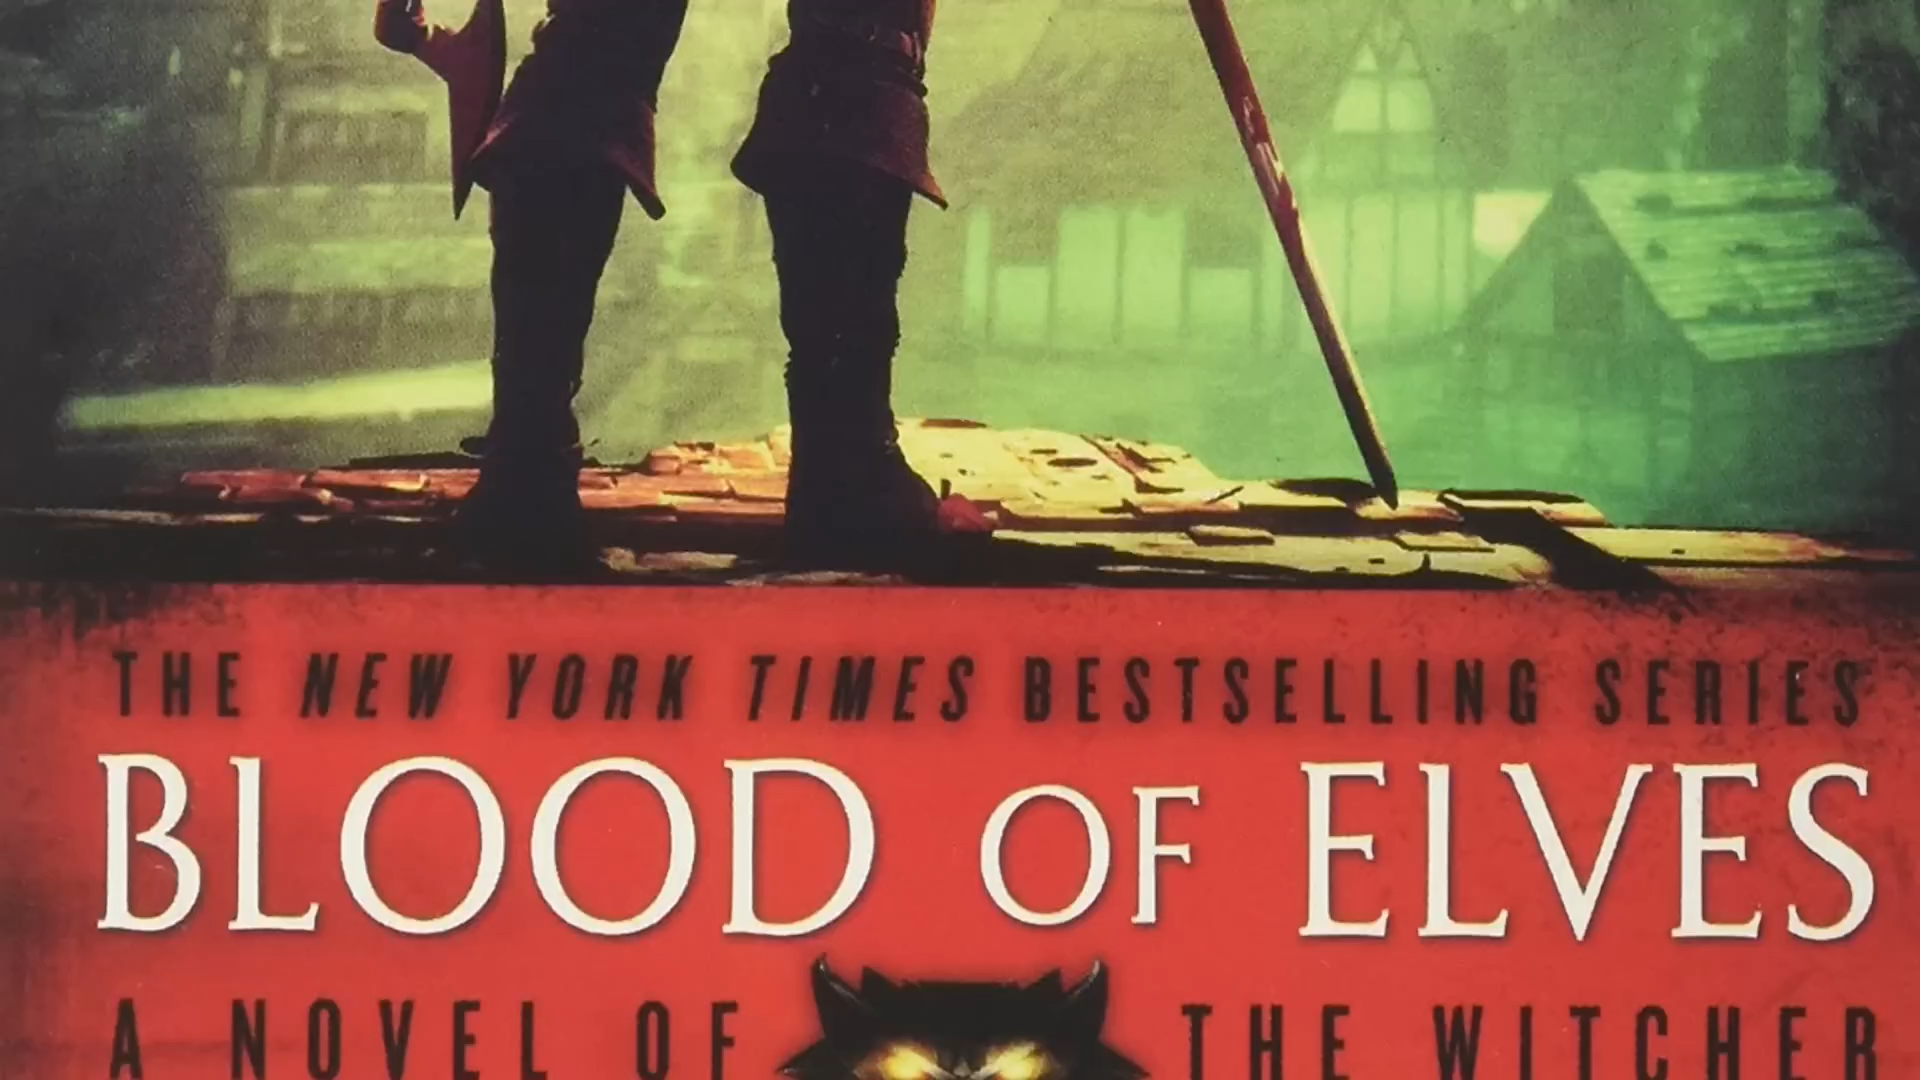 THE NEW YORK TIMES BESTSELLING SERIES
BLOOD OF ELVES
A NOVEL OF THE WITCHER